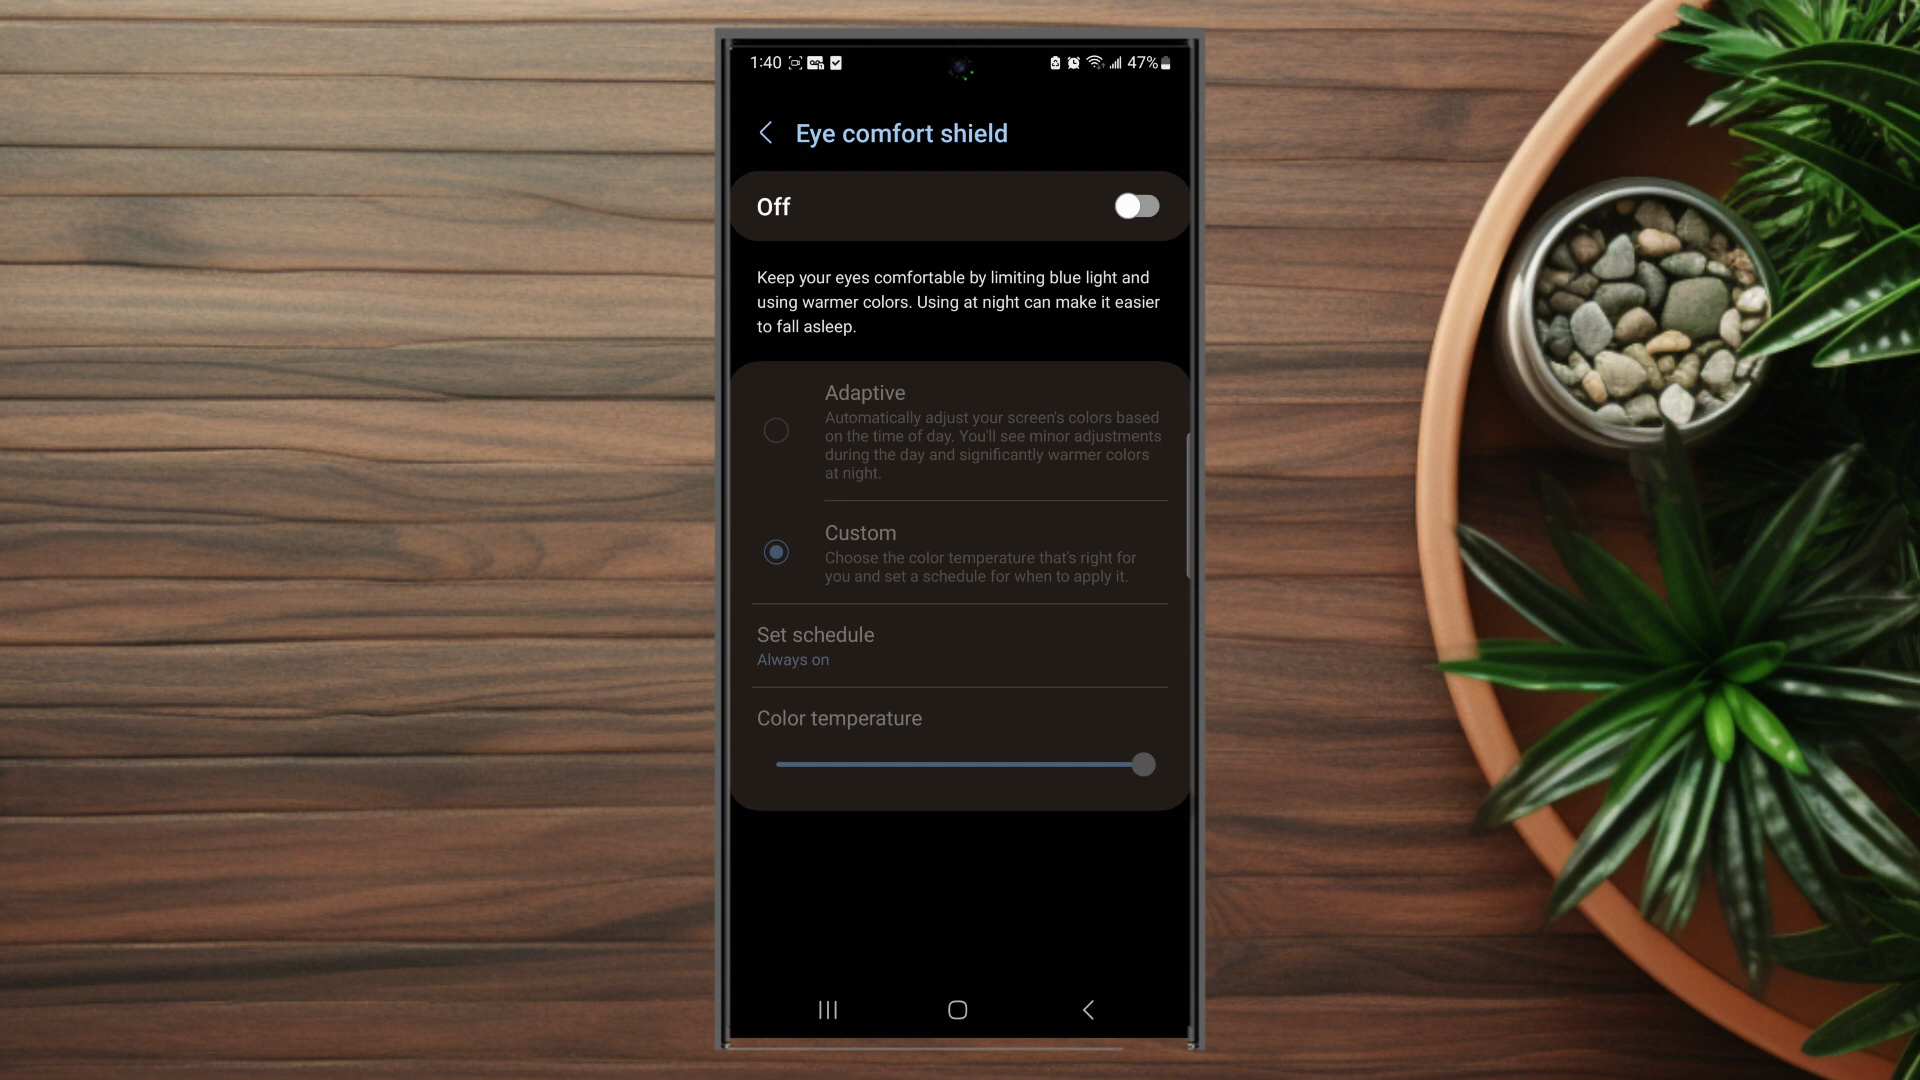 1:40
47%
Eye comfort shield
Off
Keep your eyes comfortable by limiting blue light and
using warmer colors. Using at night can make it easier
to fall asleep.
Adaptive
Automatically adjust your screen's colors based
on the time of day. You'll see minor adjustments
during the day and significantly warmer colors
at night.
Custom
Choose the color temperature that's right for
you and set a schedule for when to apply it.
Set schedule
Always on
Color temperature